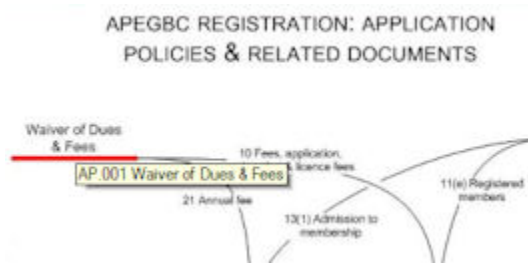 APEGBC REGISTRATION: APPLICATION
POLICIES & RELATED DOCUMENTS
Waiver of Dues
& Fees
10 Fees, application,
& licence fees
AP.001 Waiver of Dues & Fees
21 Annual fee
11(e) Registered
members
13(1) Admission to
membership